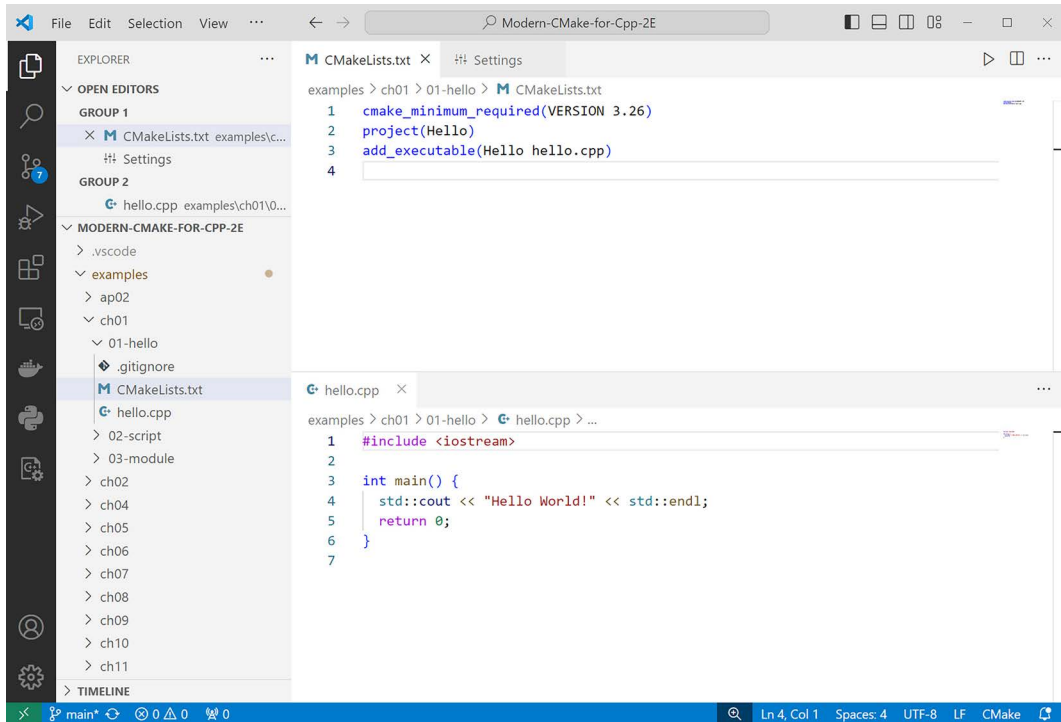 File Edit Selection View ··· Modern-CMake-for-Cpp-2E
EXPLORER ···
OPEN EDITORS
GROUP 1
CMakeLists.txt examples\c...
Settings
GROUP 2
hello.cpp examples\ch01\0...
MODERN-CMAKE-FOR-CPP-2E
.vscode
examples
ap02
ch01
01-hello
.gitignore
CMakeLists.txt
hello.cpp
02-script
03-module
ch02
ch04
ch05
ch06
ch07
ch08
ch09
ch10
ch11
TIMELINE
7
CMakeLists.txt Settings
examples > ch01 > 01-hello > CMakeLists.txt
1 cmake_minimum_required(VERSION 3.26)
2 project(Hello)
3 add_executable(Hello hello.cpp)
4
hello.cpp
examples > ch01 > 01-hello > hello.cpp > ...
1 #include <iostream>
2
3 int main() {
4   std::cout << "Hello World!" << std::endl;
5   return 0;
6 }
7
main* 0 0 0 Ln 4, Col 1 Spaces: 4 UTF-8 LF CMake